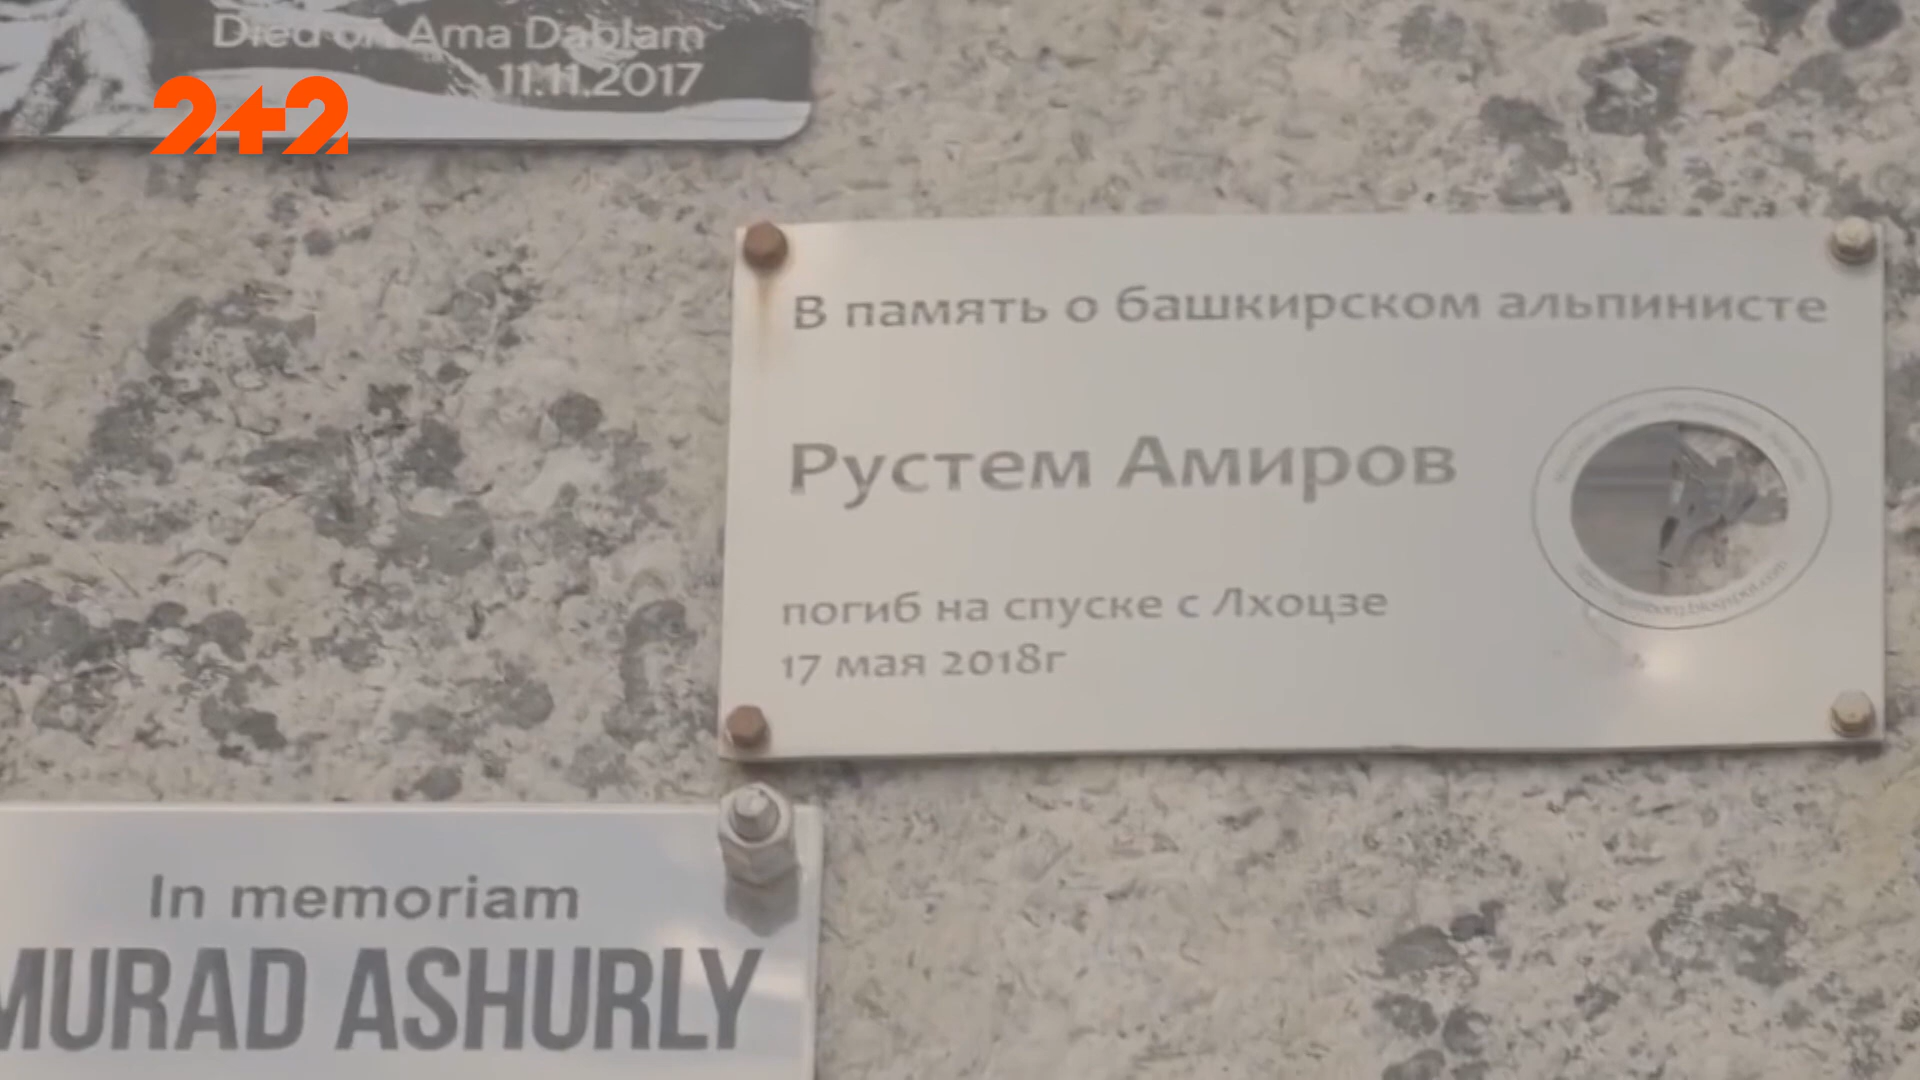 Died on Ama Dablam
11.11.2017
2+2
В память о башкирском альпинисте
Рустем Амиров
погиб на спуске с Лхоцзе
17 мая 2018г
In memoriam
MURAD ASHURLY